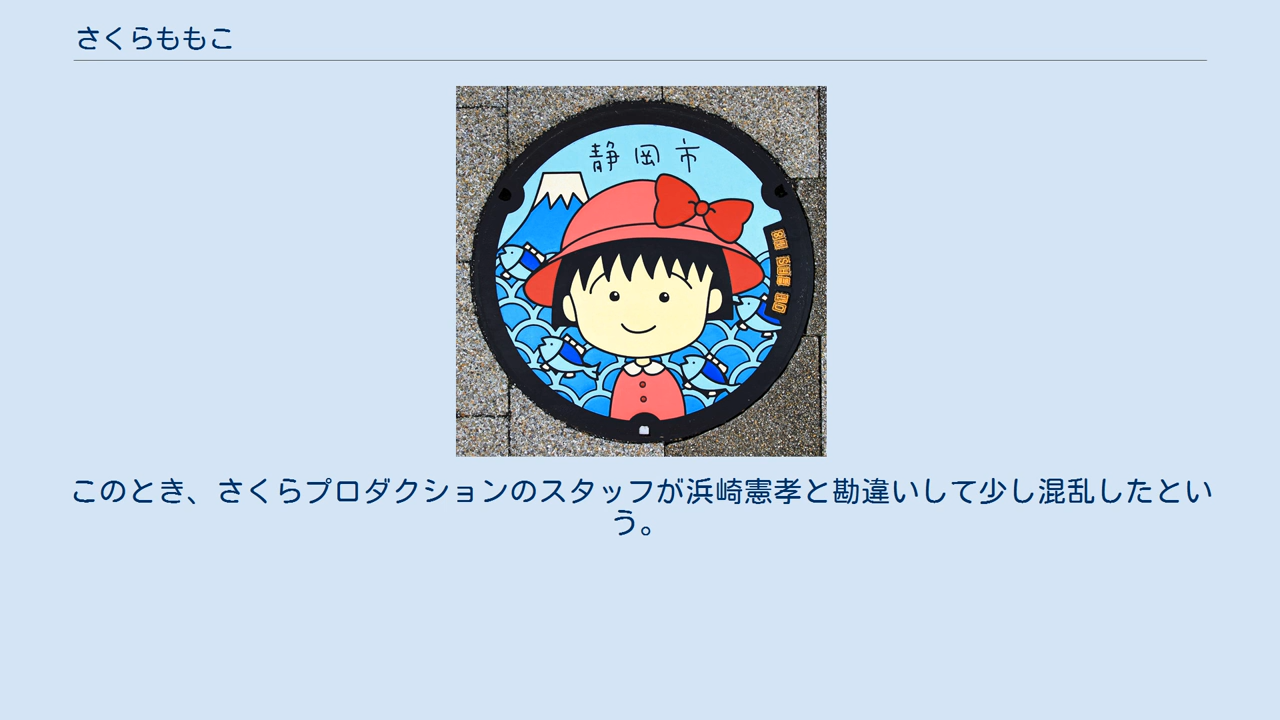 さくらももこ
静岡市
このとき、さくらプロダクションのスタッフが浜崎憲孝と勘違いして少し混乱したとい
う。